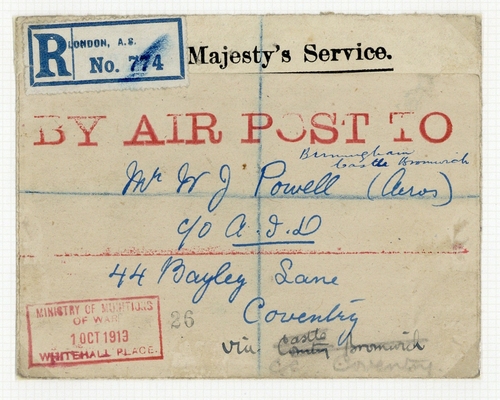 R LONDON, A.S.
No. 774
Majesty's Service.
BY AIR POST TO
Birmingham
Castle Bromwich
Mr W J Powell (Aeros)
c/o A.I.D
44 Bayley Lane
Coventry
MINISTRY OF MUNITIONS
OF WAR
1 OCT 1913
WHITEHALL PLACE.
26
via Castle Bromwich
Coventry